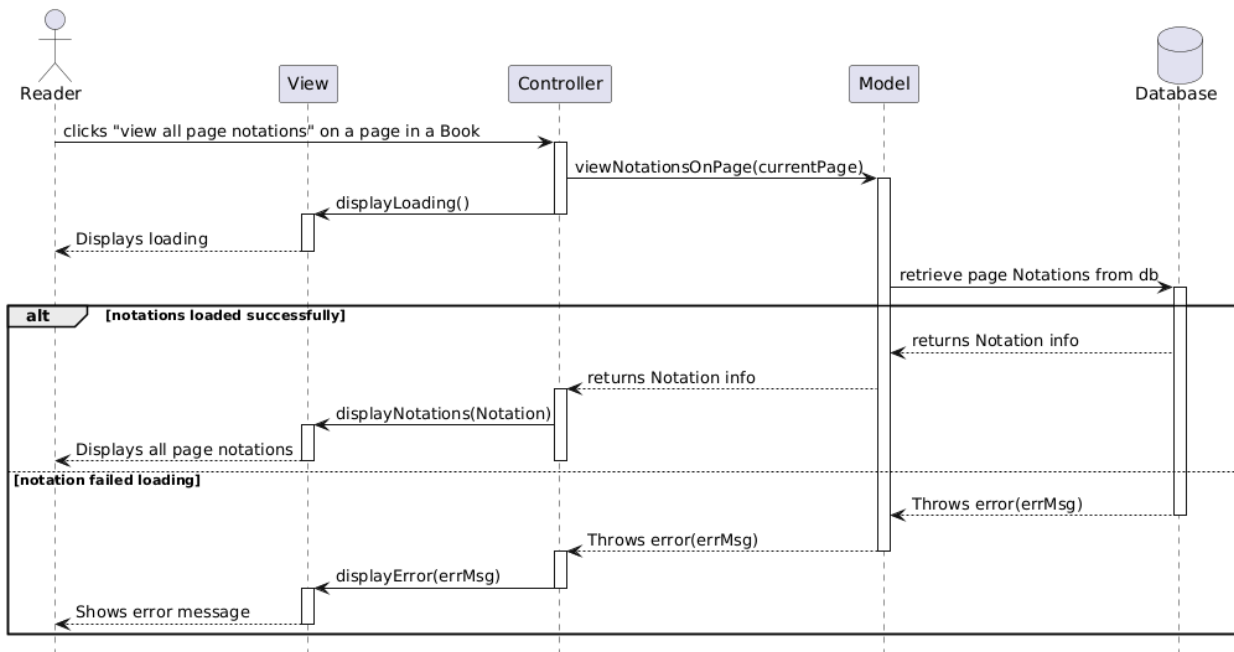 Reader
View
Controller
Model
Database
clicks "view all page notations" on a page in a Book
viewNotationsOnPage(currentPage)
displayLoading()
Displays loading
retrieve page Notations from db
alt [notations loaded successfully]
returns Notation info
returns Notation info
displayNotations(Notation)
Displays all page notations
[notation failed loading]
Throws error(errMsg)
Throws error(errMsg)
displayError(errMsg)
Shows error message